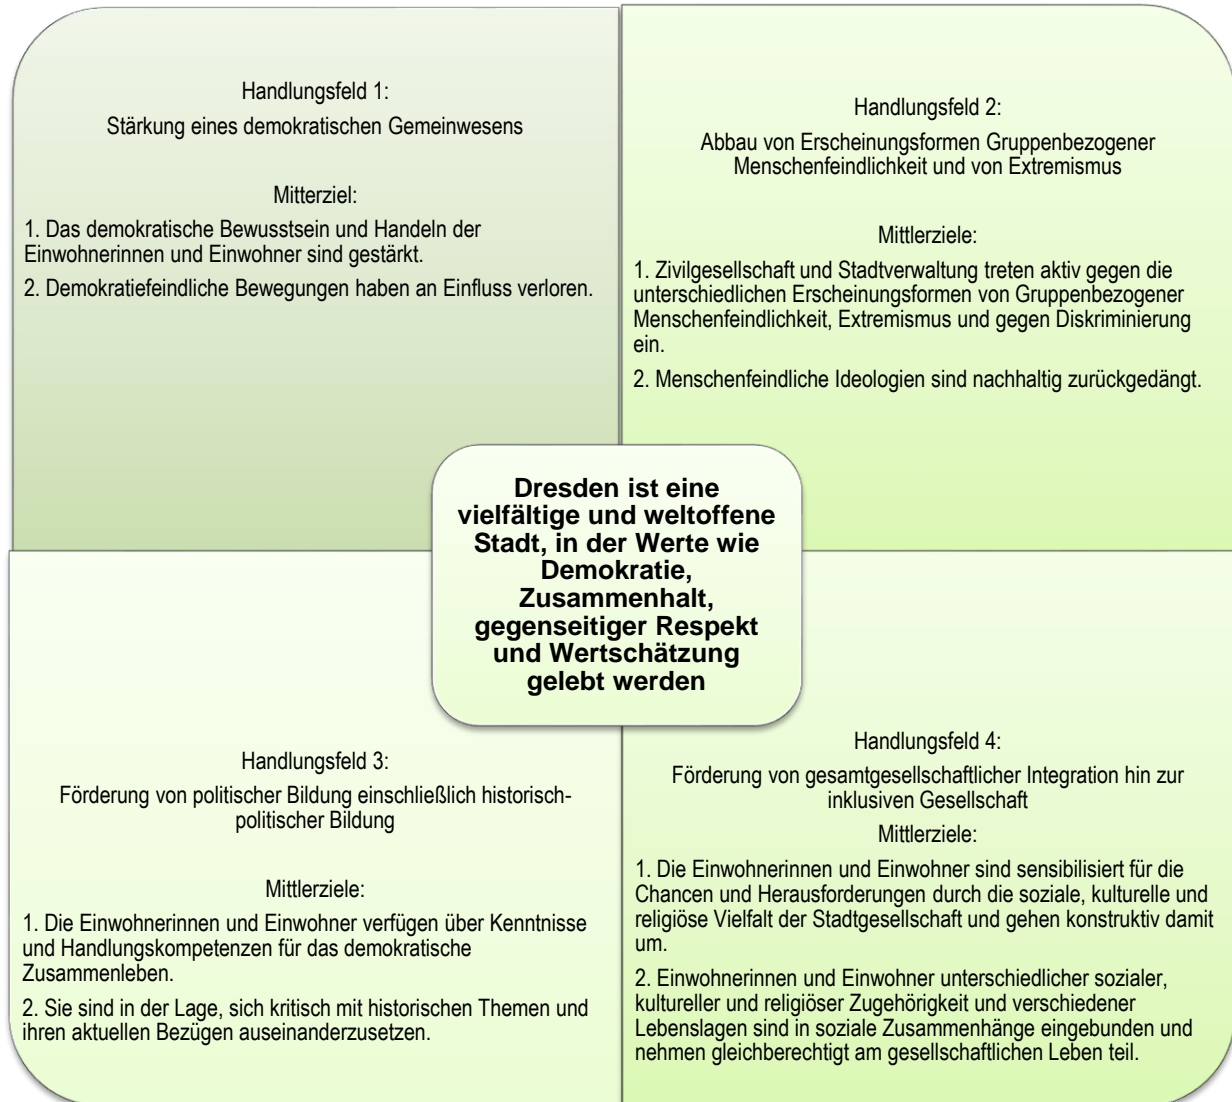 Handlungsfeld 1:
Stärkung eines demokratischen Gemeinwesens
Mitterziel:
1. Das demokratische Bewusstsein und Handeln der
Einwohnerinnen und Einwohner sind gestärkt.
2. Demokratiefeindliche Bewegungen haben an Einfluss verloren.
Handlungsfeld 2:
Abbau von Erscheinungsformen Gruppenbezogener
Menschenfeindlichkeit und von Extremismus
Mittlerziele:
1. Zivilgesellschaft und Stadtverwaltung treten aktiv gegen die
unterschiedlichen Erscheinungsformen von Gruppenbezogener
Menschenfeindlichkeit, Extremismus und gegen Diskriminierung
ein.
2. Menschenfeindliche Ideologien sind nachhaltig zurückgedängt.
Dresden ist eine
vielfältige und weltoffene
Stadt, in der Werte wie
Demokratie,
Zusammenhalt,
gegenseitiger Respekt
und Wertschätzung
gelebt werden
Handlungsfeld 3:
Förderung von politischer Bildung einschließlich historisch-
politischer Bildung
Mittlerziele:
1. Die Einwohnerinnen und Einwohner verfügen über Kenntnisse
und Handlungskompetenzen für das demokratische
Zusammenleben.
2. Sie sind in der Lage, sich kritisch mit historischen Themen und
ihren aktuellen Bezügen auseinanderzusetzen.
Handlungsfeld 4:
Förderung von gesamtgesellschaftlicher Integration hin zur
inklusiven Gesellschaft
Mittlerziele:
1. Die Einwohnerinnen und Einwohner sind sensibilisiert für die
Chancen und Herausforderungen durch die soziale, kulturelle und
religiöse Vielfalt der Stadtgesellschaft und gehen konstruktiv damit
um.
2. Einwohnerinnen und Einwohner unterschiedlicher sozialer,
kultureller und religiöser Zugehörigkeit und verschiedener
Lebenslagen sind in soziale Zusammenhänge eingebunden und
nehmen gleichberechtigt am gesellschaftlichen Leben teil.